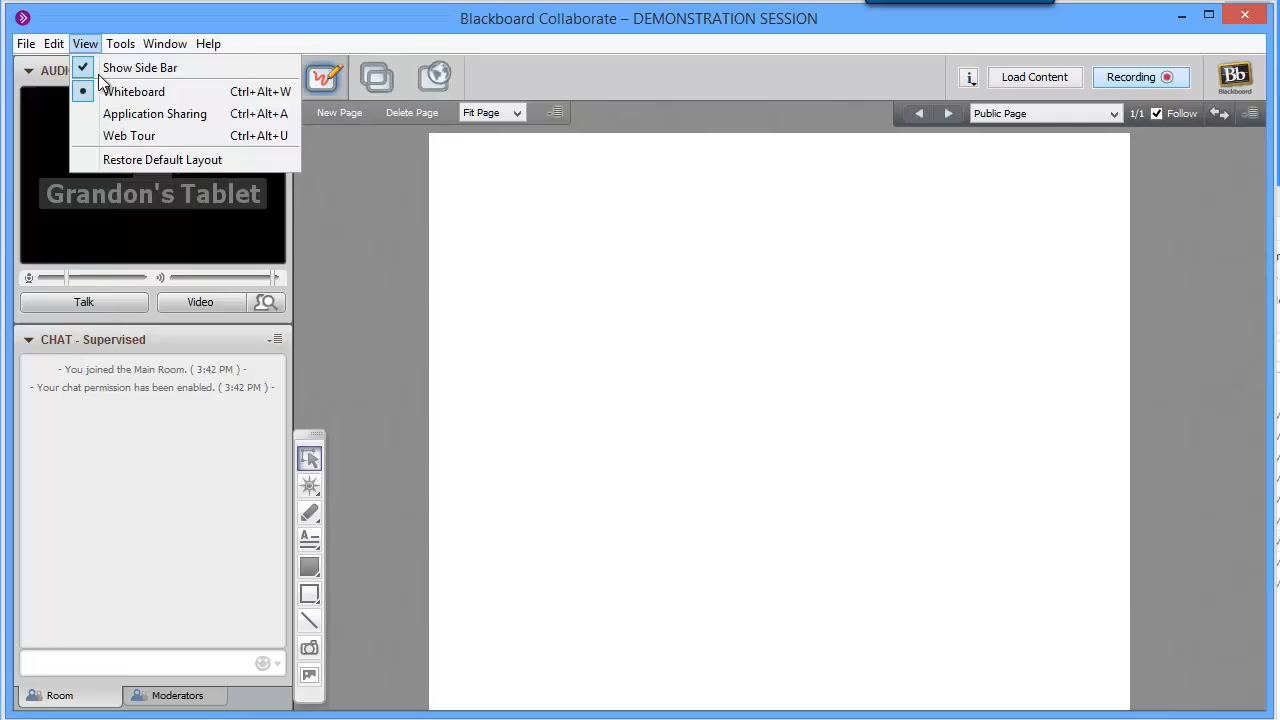 Blackboard Collaborate – DEMONSTRATION SESSION
File Edit View Tools Window Help
AUDI
Show Side Bar
Whiteboard Ctrl+Alt+W
Application Sharing Ctrl+Alt+A
Web Tour Ctrl+Alt+U
Restore Default Layout
Load Content
Recording
Bb
Blackboard
New Page Delete Page Fit Page
Public Page 1/1 Follow
Grandon's Tablet
Talk Video
CHAT - Supervised
- You joined the Main Room. ( 3:42 PM ) -
- Your chat permission has been enabled. ( 3:42 PM ) -
Room Moderators